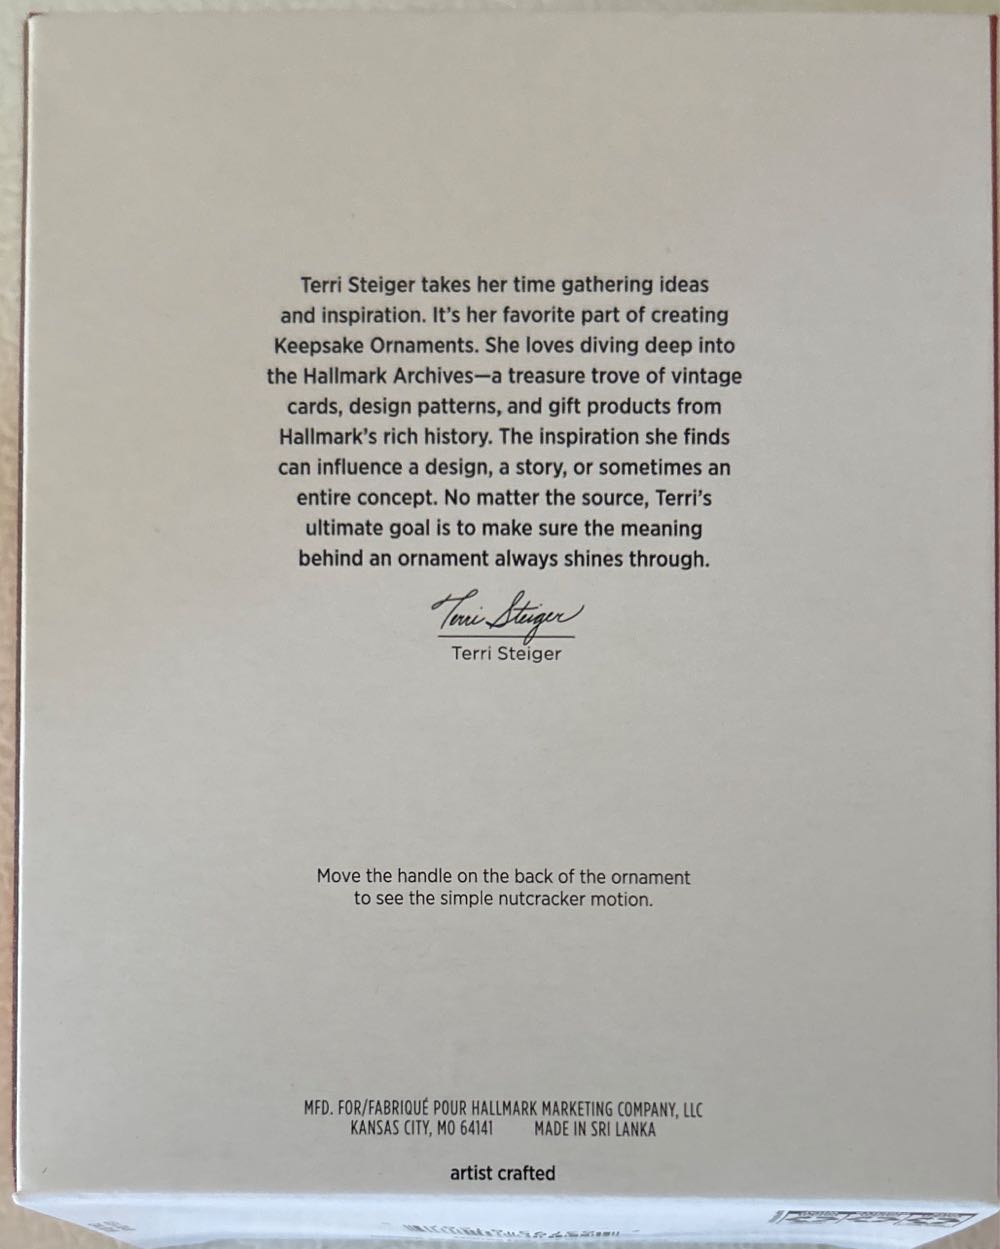 Terri Steiger takes her time gathering ideas
and inspiration. It's her favorite part of creating
Keepsake Ornaments. She loves diving deep into
the Hallmark Archives—a treasure trove of vintage
cards, design patterns, and gift products from
Hallmark's rich history. The inspiration she finds
can influence a design, a story, or sometimes an
entire concept. No matter the source, Terri's
ultimate goal is to make sure the meaning
behind an ornament always shines through.
Terri Steiger
Terri Steiger
Move the handle on the back of the ornament
to see the simple nutcracker motion.
MFD. FOR/FABRIQUÉ POUR HALLMARK MARKETING COMPANY, LLC
KANSAS CITY, MO 64141 MADE IN SRI LANKA
artist crafted